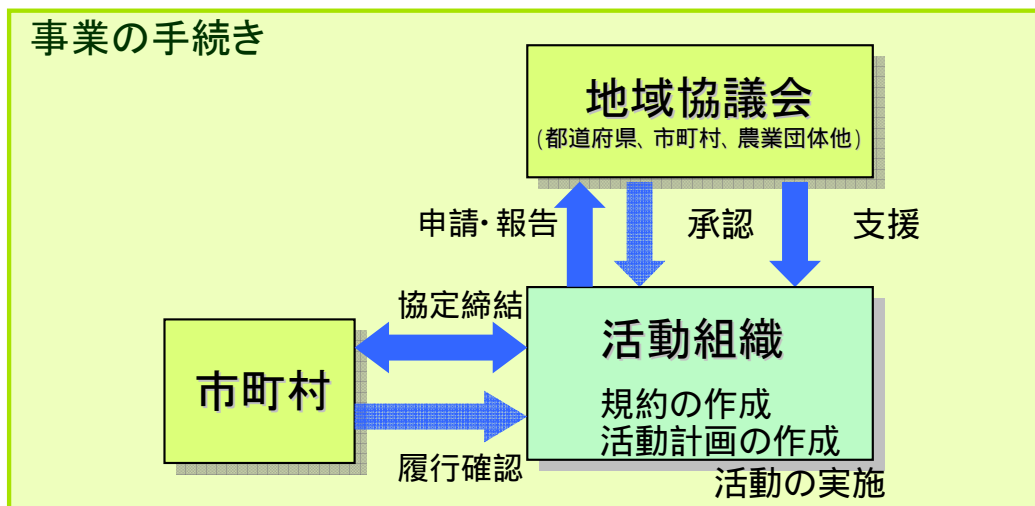 事業の手続き
地域協議会
(都道府県、市町村、農業団体他)
申請・報告
承認
支援
協定締結
市町村
活動組織
規約の作成
活動計画の作成
履行確認
活動の実施